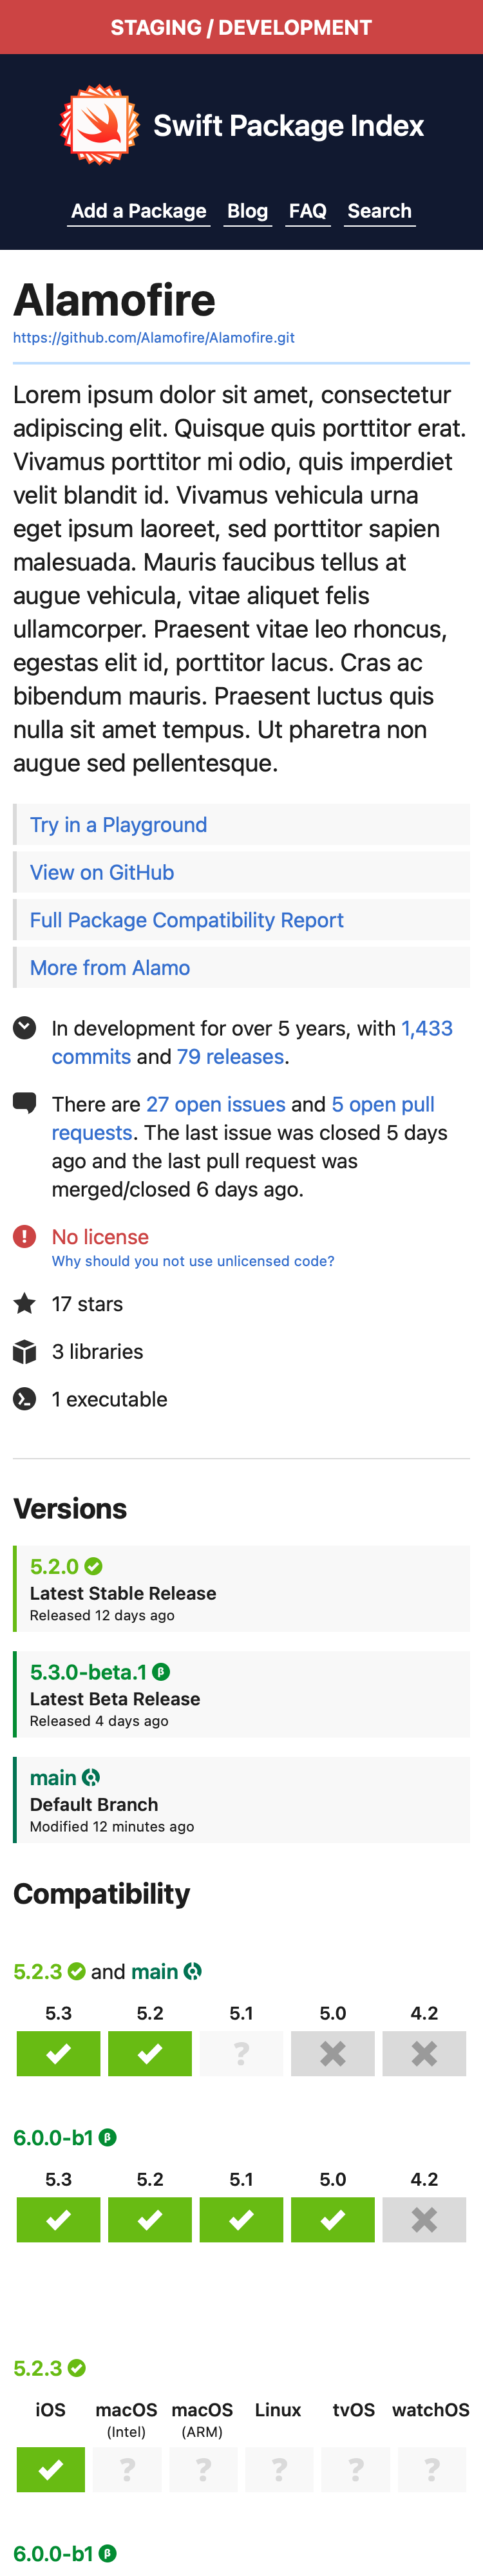 STAGING / DEVELOPMENT
Swift Package Index
Add a Package Blog FAQ Search
Alamofire
https://github.com/Alamofire/Alamofire.git
Lorem ipsum dolor sit amet, consectetur
adipiscing elit. Quisque quis porttitor erat.
Vivamus porttitor mi odio, quis imperdiet
velit blandit id. Vivamus vehicula urna
eget ipsum laoreet, sed porttitor sapien
malesuada. Mauris faucibus tellus at
augue vehicula, vitae aliquet felis
ullamcorper. Praesent vitae leo rhoncus,
egestas elit id, porttitor lacus. Cras ac
bibendum mauris. Praesent luctus quis
nulla sit amet tempus. Ut pharetra non
augue sed pellentesque.
Try in a Playground
View on GitHub
Full Package Compatibility Report
More from Alamo
In development for over 5 years, with 1,433
commits and 79 releases.
There are 27 open issues and 5 open pull
requests. The last issue was closed 5 days
ago and the last pull request was
merged/closed 6 days ago.
No license
Why should you not use unlicensed code?
17 stars
3 libraries
1 executable
Versions
5.2.0
Latest Stable Release
Released 12 days ago
5.3.0-beta.1 β
Latest Beta Release
Released 4 days ago
main
Default Branch
Modified 12 minutes ago
Compatibility
5.2.3 and main
5.3 5.2 5.1 5.0 4.2
?
6.0.0-b1 β
5.3 5.2 5.1 5.0 4.2
5.2.3
iOS macOS macOS Linux tvOS watchOS
(Intel) (ARM)
? ? ? ? ?
6.0.0-b1 β